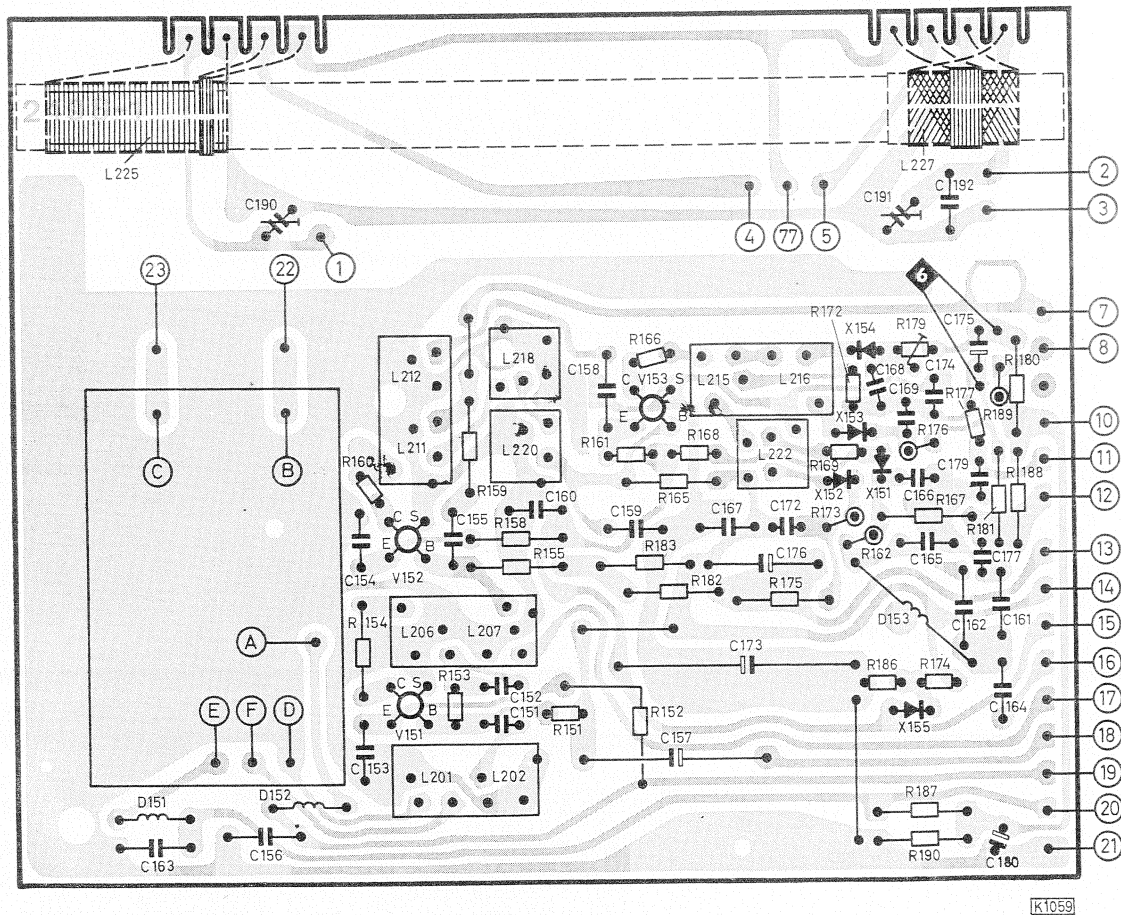 2
L225
L227
2
C190
C191
C192
3
4
77
5
1
23
22
6
7
R172
X154
R179
C175
8
R166
R180
L218
C158
C168
C174
L212
C V153 S
L215
L216
C169
R177
R189
E
B
X153
R176
10
C
B
L211
L220
R161
R168
L222
R160
R169
C179
R188
11
R159
R165
X152
X151
C166
C160
R167
12
C S
C155
R158
C159
C167
C172
R173
R181
E
B
R155
R183
C176
R162
C165
C177
13
C154
V152
R182
R175
14
D153
C162
C161
15
R154
L206
L207
A
C173
16
R186
R174
C S
R153
C152
C164
17
E
F
D
E
B
C151
R151
R152
X155
V151
C157
18
C153
L201
L202
19
D151
D152
R187
20
C163
C156
R190
C180
21
K1059